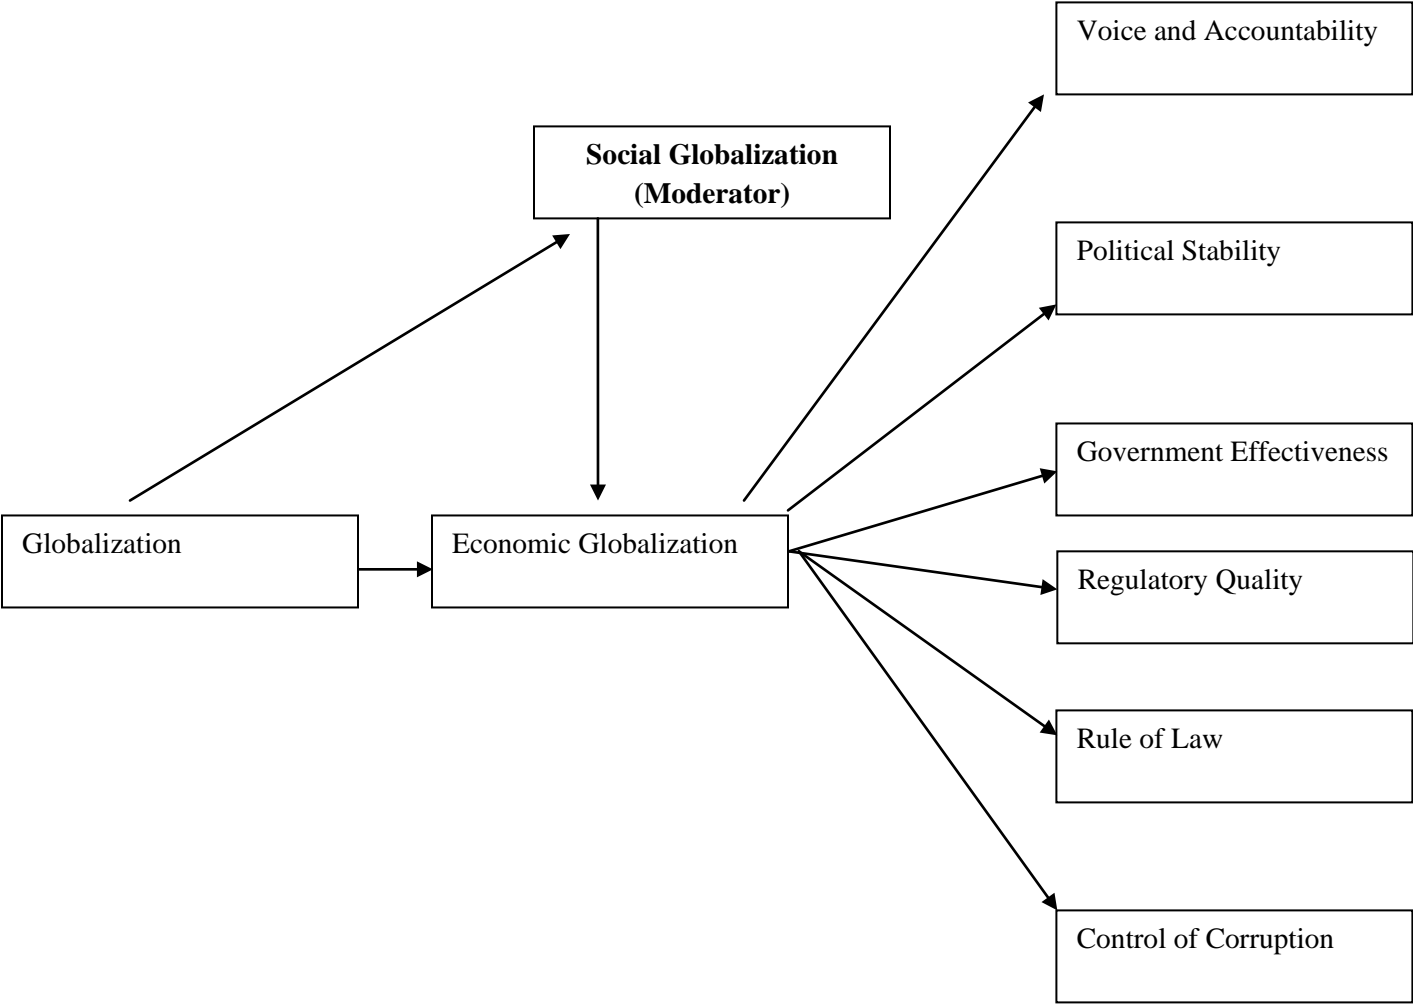 Voice and Accountability
Social Globalization
(Moderator)
Political Stability
Government Effectiveness
Globalization
Economic Globalization
Regulatory Quality
Rule of Law
Control of Corruption